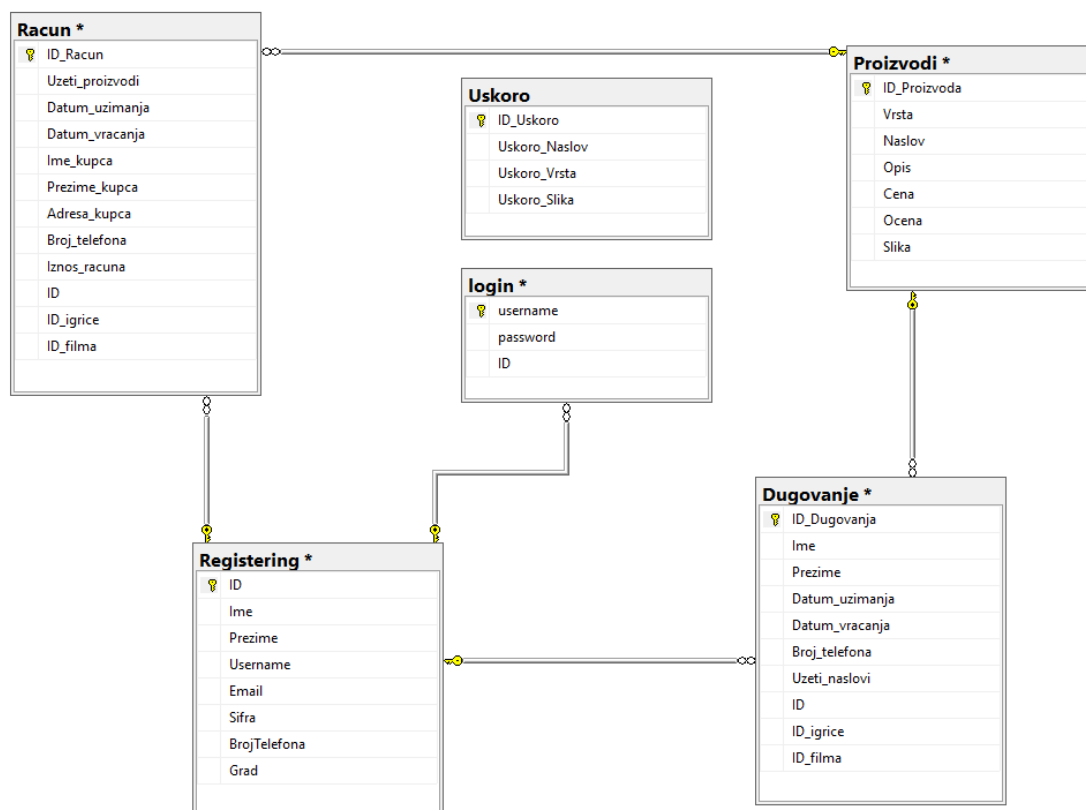 Racun *
ID_Racun
Uzeti_proizvodi
Datum_uzimanja
Datum_vracanja
Ime_kupca
Prezime_kupca
Adresa_kupca
Broj_telefona
Iznos_racuna
ID
ID_igrice
ID_filma
Uskoro
ID_Uskoro
Uskoro_Naslov
Uskoro_Vrsta
Uskoro_Slika
Proizvodi *
ID_Proizvoda
Vrsta
Naslov
Opis
Cena
Ocena
Slika
login *
username
password
ID
Registering *
ID
Ime
Prezime
Username
Email
Sifra
BrojTelefona
Grad
Dugovanje *
ID_Dugovanja
Ime
Prezime
Datum_uzimanja
Datum_vracanja
Broj_telefona
Uzeti_naslovi
ID
ID_igrice
ID_filma